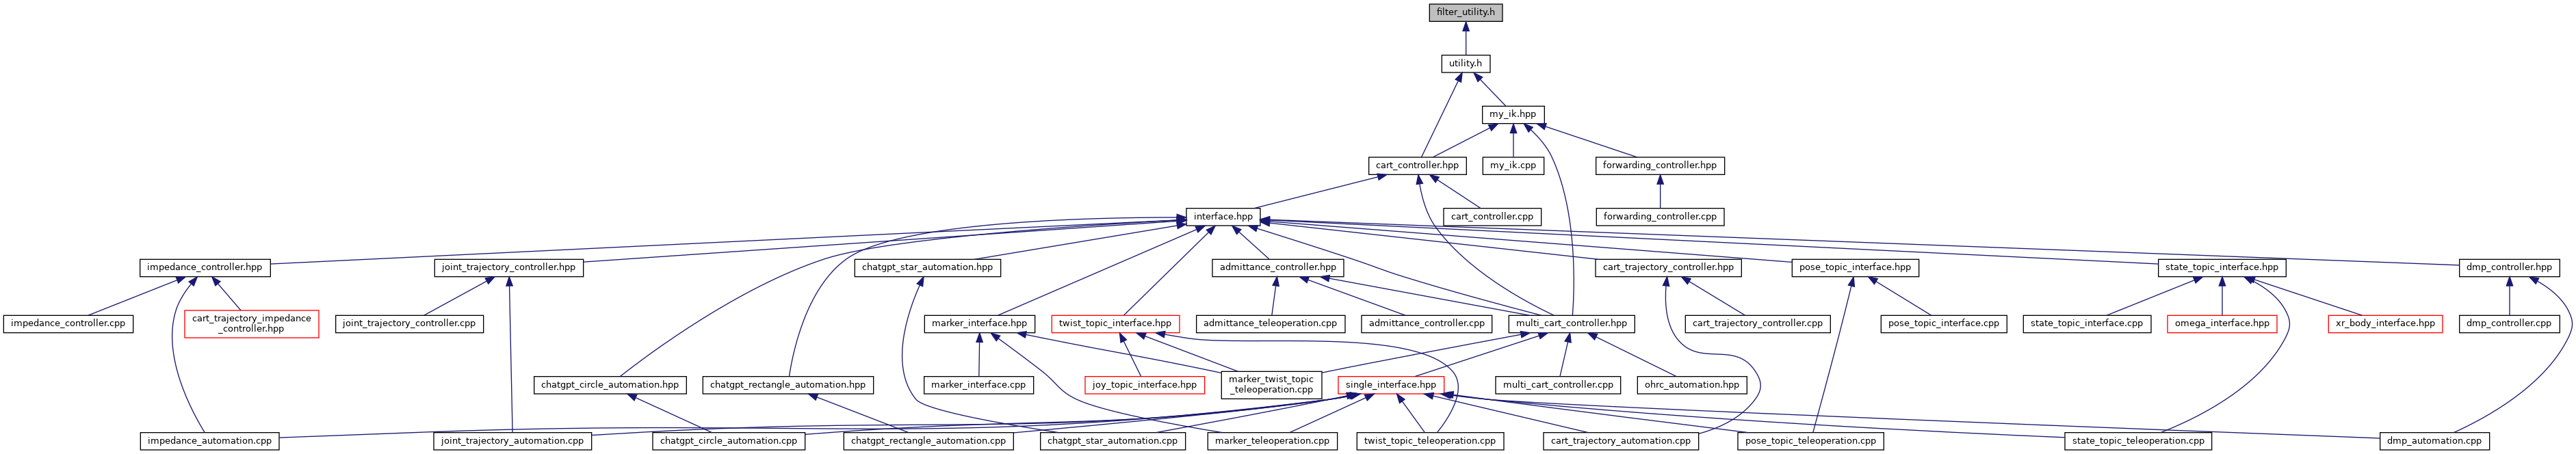 filter_utility.h
utility.h
my_ik.hpp
cart_controller.hpp
my_ik.cpp
forwarding_controller.hpp
interface.hpp
cart_controller.cpp
forwarding_controller.cpp
impedance_controller.hpp
joint_trajectory_controller.hpp
chatgpt_star_automation.hpp
admittance_controller.hpp
cart_trajectory_controller.hpp
pose_topic_interface.hpp
state_topic_interface.hpp
dmp_controller.hpp
impedance_controller.cpp
cart_trajectory_impedance
_controller.hpp
joint_trajectory_controller.cpp
marker_interface.hpp
twist_topic_interface.hpp
admittance_teleoperation.cpp
admittance_controller.cpp
multi_cart_controller.hpp
cart_trajectory_controller.cpp
pose_topic_interface.cpp
state_topic_interface.cpp
omega_interface.hpp
xr_body_interface.hpp
dmp_controller.cpp
chatgpt_circle_automation.hpp
chatgpt_rectangle_automation.hpp
marker_interface.cpp
joy_topic_interface.hpp
marker_twist_topic
_teleoperation.cpp
single_interface.hpp
multi_cart_controller.cpp
ohrc_automation.hpp
impedance_automation.cpp
joint_trajectory_automation.cpp
chatgpt_circle_automation.cpp
chatgpt_rectangle_automation.cpp
chatgpt_star_automation.cpp
marker_teleoperation.cpp
twist_topic_teleoperation.cpp
cart_trajectory_automation.cpp
pose_topic_teleoperation.cpp
state_topic_teleoperation.cpp
dmp_automation.cpp